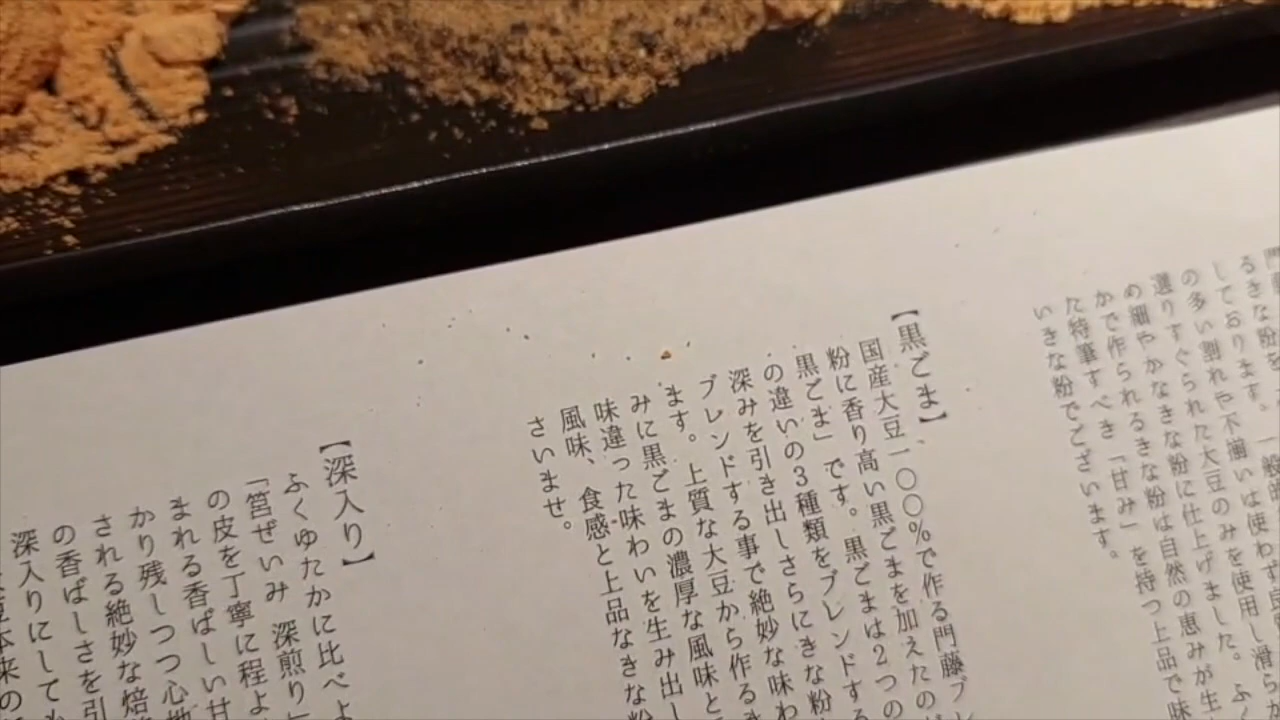 るきな粉を
しております。一般的
の多い割れや不揃いは使わず良
選りすぐられた大豆のみを使用し滑らか
め細やかなきな粉に仕上げました。ふく
かで作られるきな粉は自然の恵みが生
た特筆すべき「甘み」を持つ上品で味
いきな粉でございます。
【黒ごま】
国産大豆一〇〇%で作る門藤ブレ
粉に香り高い黒ごまを加えたのが
黒ごま」です。黒ごまは2つの
の違いの3種類をブレンドする
深みを引き出しさらにきな粉
ブレンドする事で絶妙な味わ
ます。上質な大豆から作るき
みに黒ごまの濃厚な風味と
味違った味わいを生み出し
風味、食感と上品なきな粉
さいませ。
【深入り】
ふくゆたかに比べよ
「筥ぜいみ 深煎り」
の皮を丁寧に程よ
まれる香ばしい甘
かり残しつつ心地
される絶妙な焙煎
の香ばしさを引
深入りにしても
豆本来の